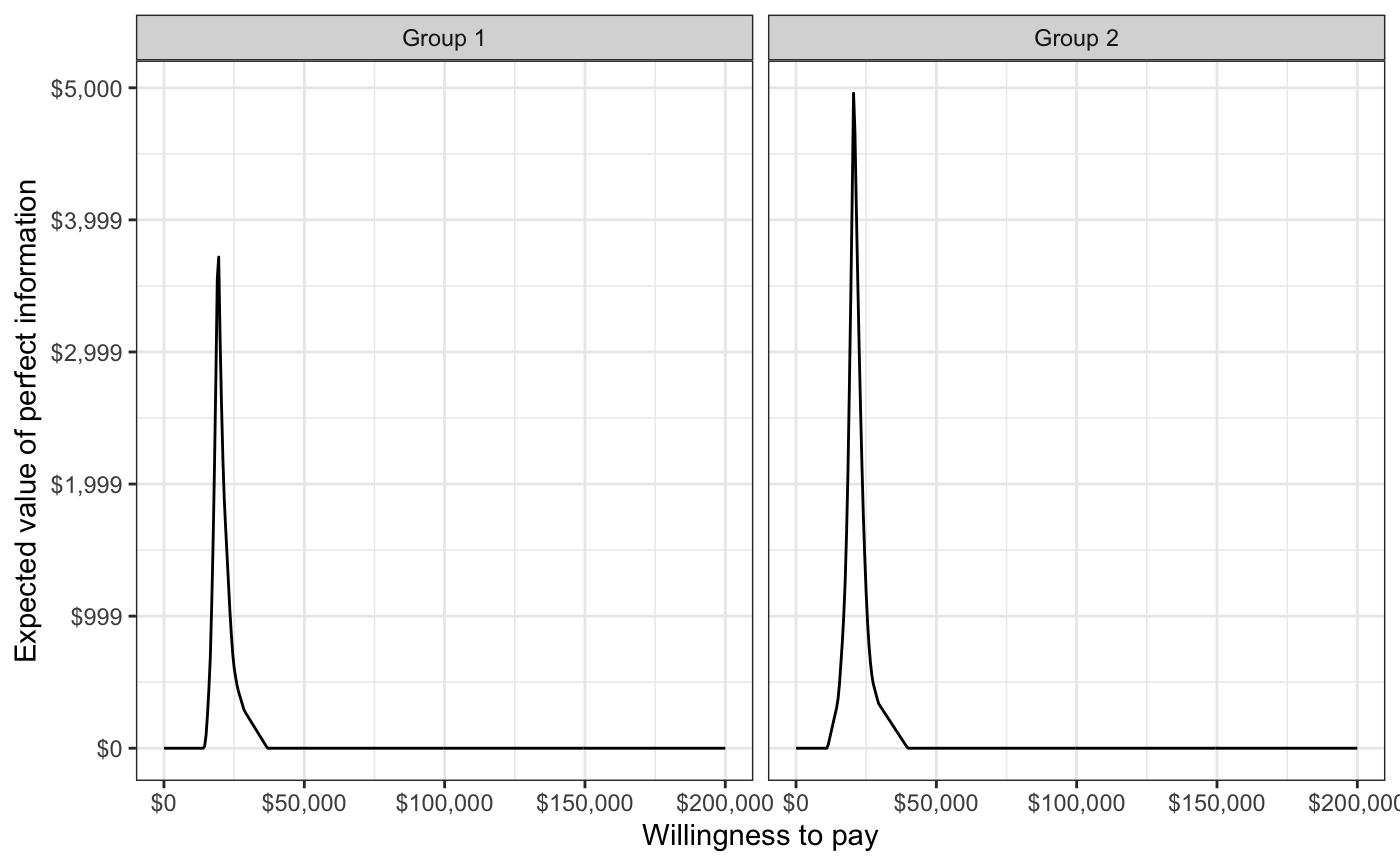 Group 1
Group 2
Expected value of perfect information
$5,000
$3,999
$2,999
$1,999
$999
$0
$0 $50,000 $100,000 $150,000 $200,000
$0 $50,000 $100,000 $150,000 $200,000
Willingness to pay